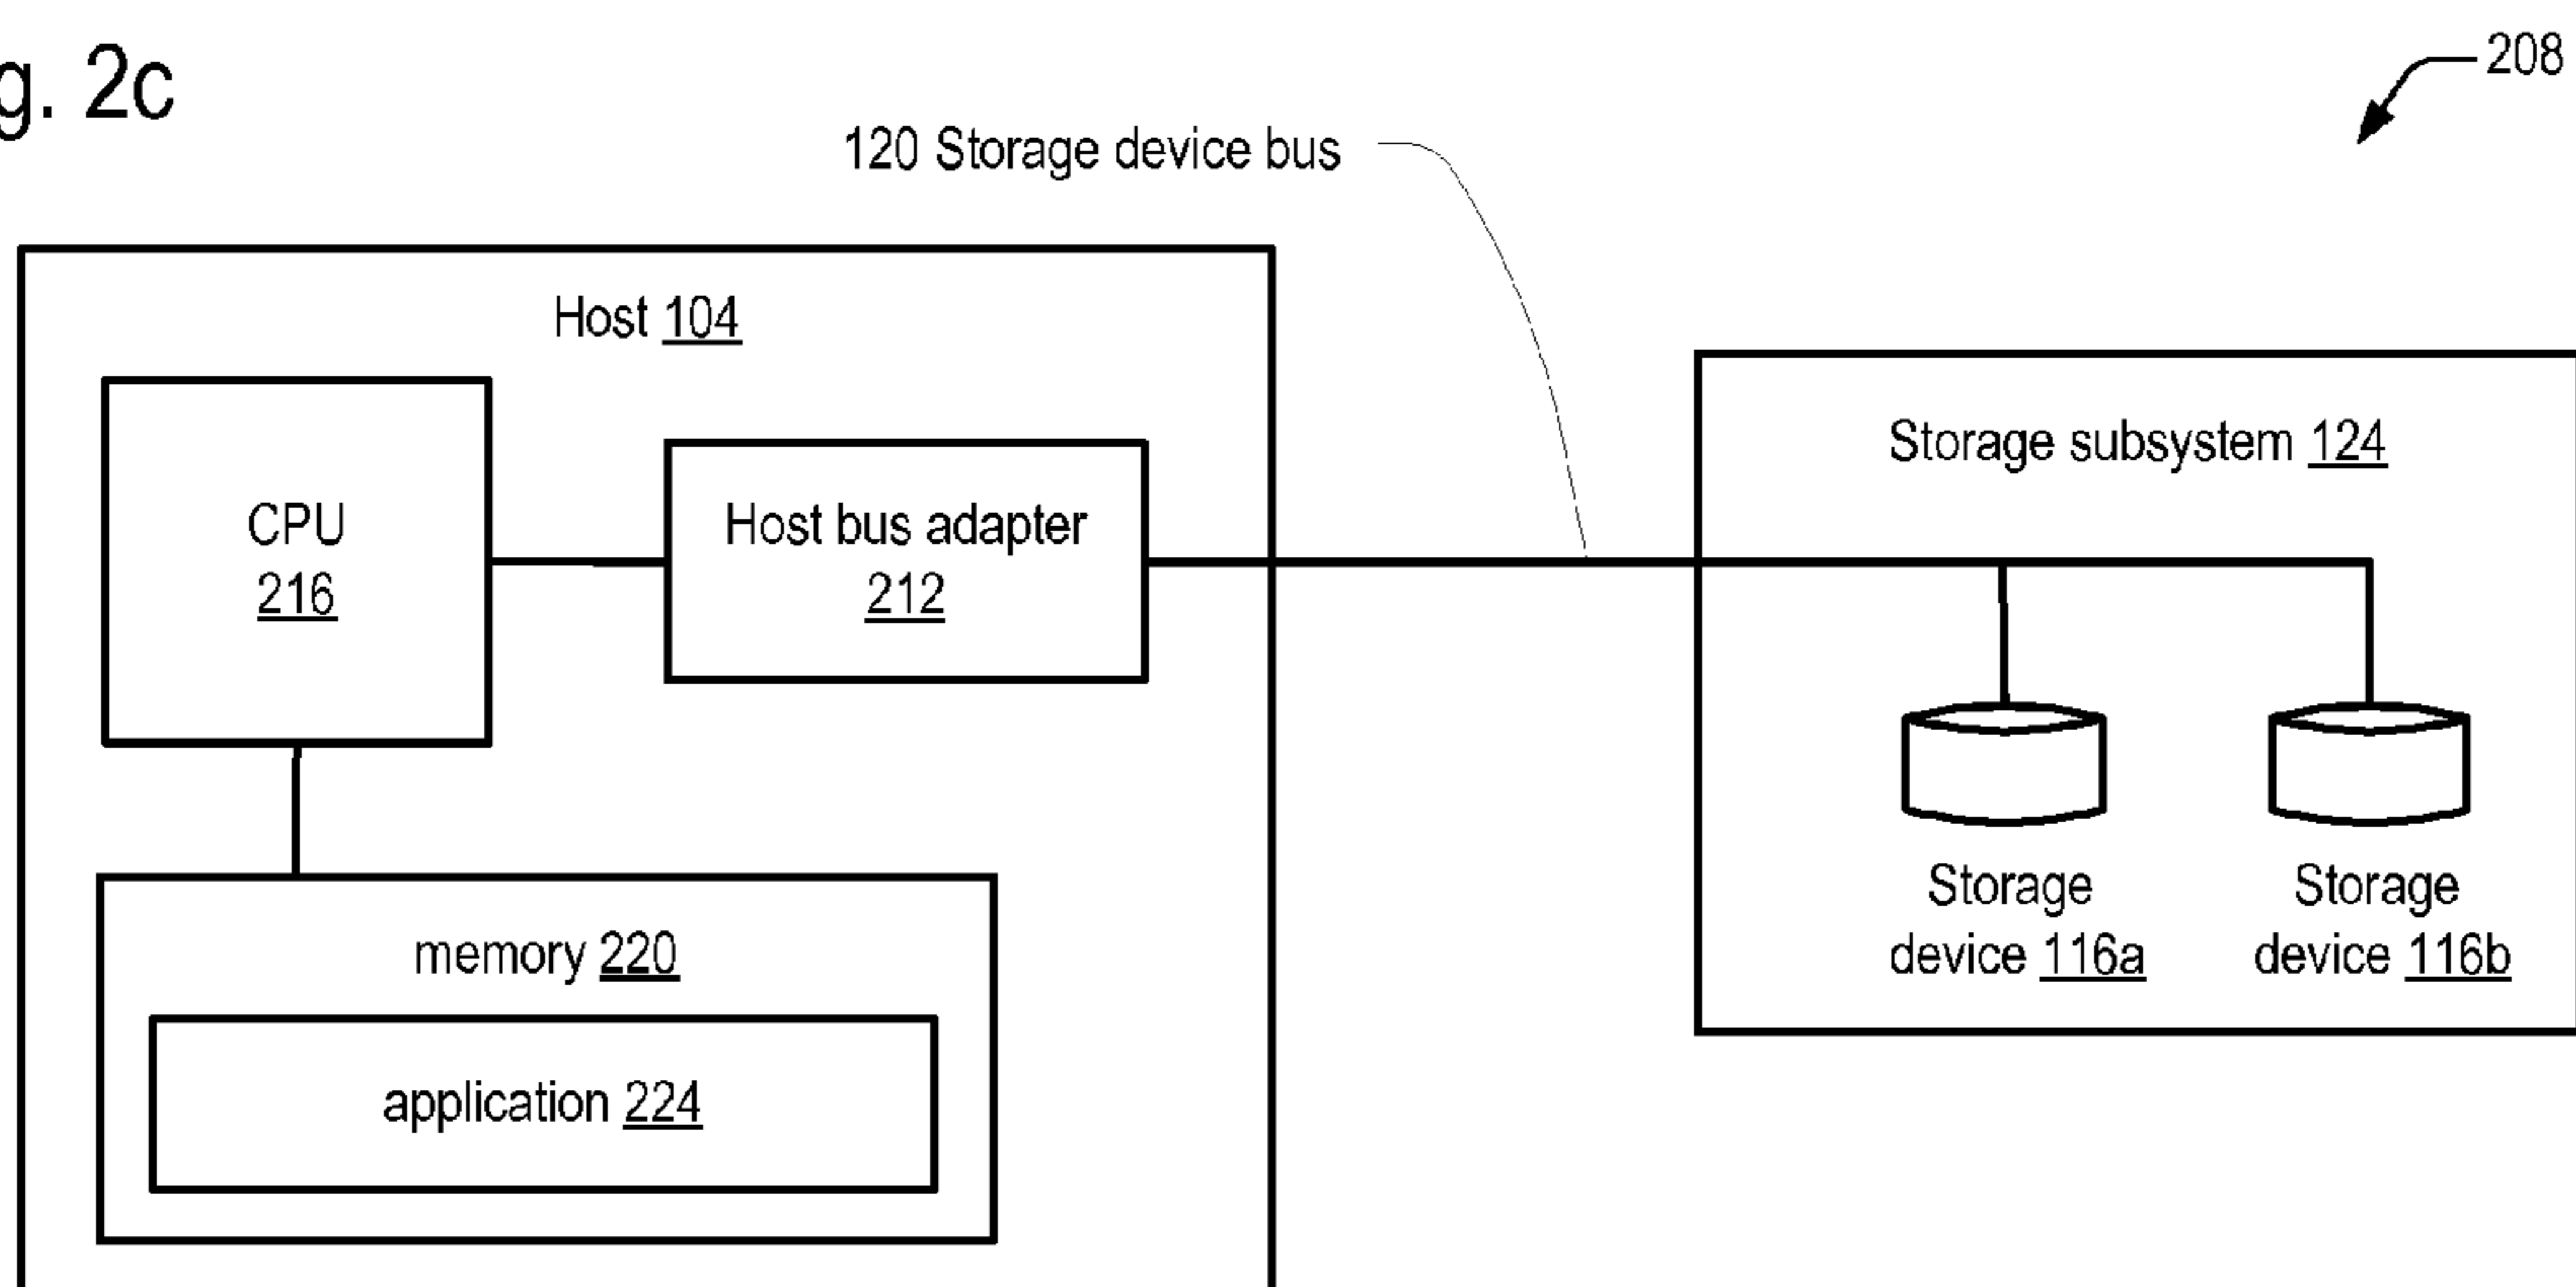 g. 2c
208
120 Storage device bus
Host 104
Storage subsystem 124
CPU
216
Host bus adapter
212
Storage
device 116a
Storage
device 116b
memory 220
application 224